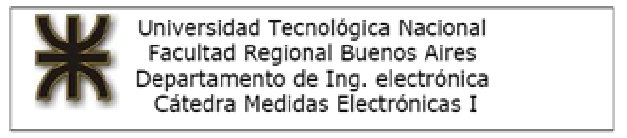 Universidad Tecnológica Nacional
Facultad Regional Buenos Aires
Departamento de Ing. electrónica
Cátedra Medidas Electrónicas I